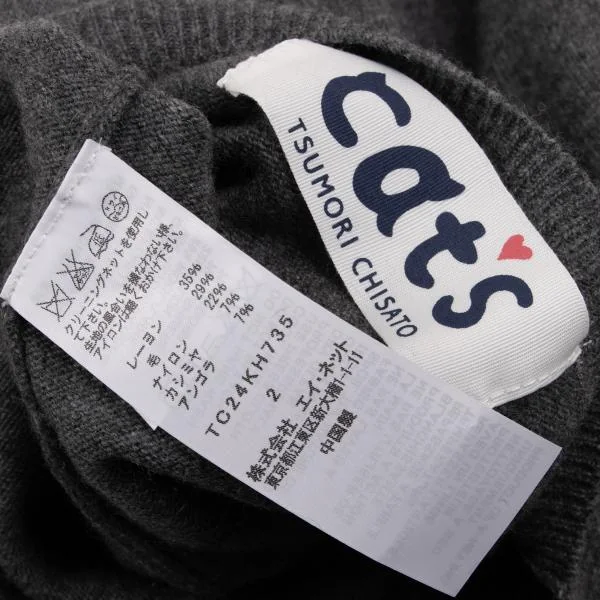 cat's
TSUMORI CHISATO
クリーニングネットを使用し
て下さい。
生地の風合いを損なわない様、
アイロンは軽くおかけ下さい。
レーヨン 35%
毛 29%
ナイロン 22%
カシミヤ 7%
アンゴラ 7%
TC24KH735
2
株式会社 エイ・ネット
東京都江東区新大橋1-1-11
中国製